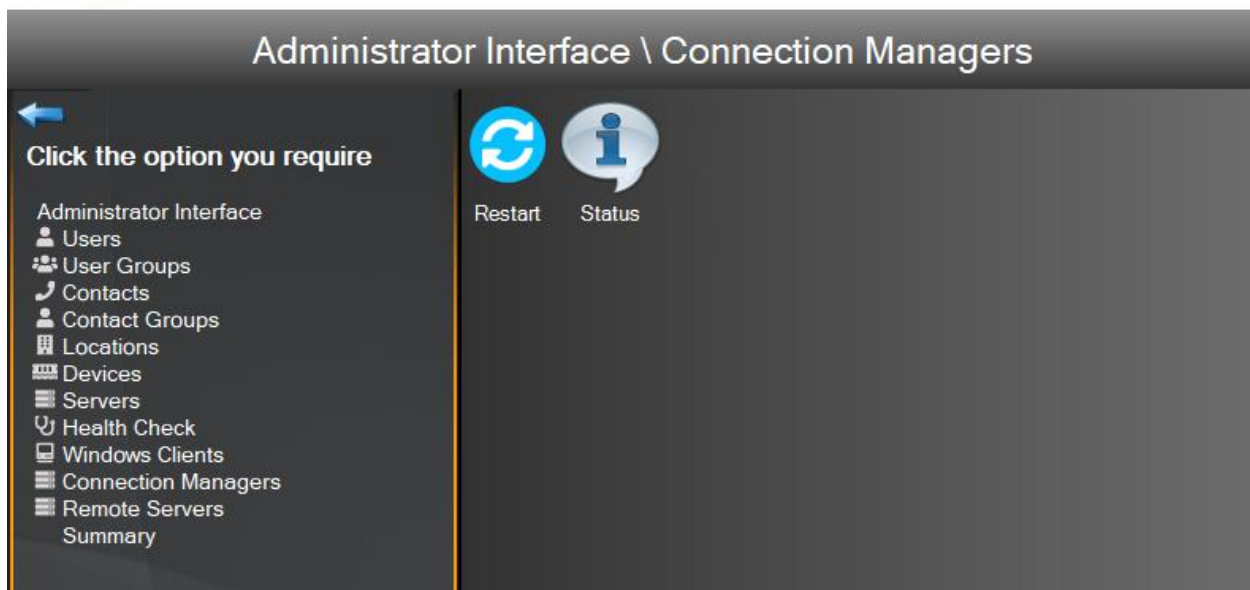 Administrator Interface \ Connection Managers
Click the option you require
Administrator Interface
Users
User Groups
Contacts
Contact Groups
Locations
Devices
Servers
Health Check
Windows Clients
Connection Managers
Remote Servers
Summary
Restart
Status